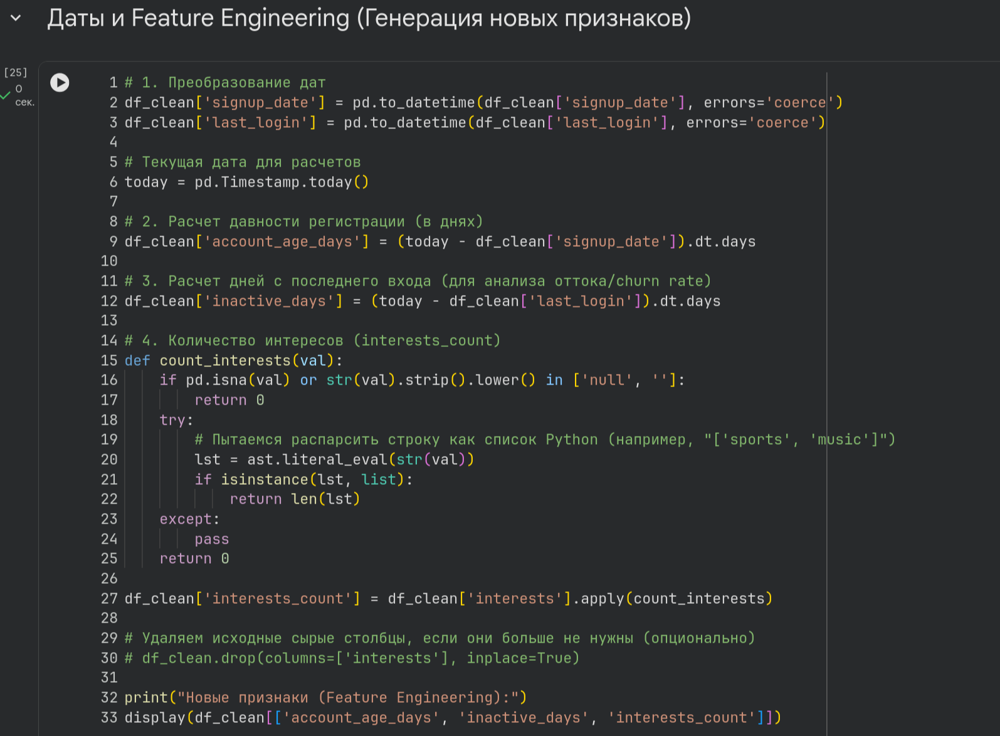 Даты и Feature Engineering (Генерация новых признаков)
[25]
0
сек.
1 # 1. Преобразование дат
2 df_clean['signup_date'] = pd.to_datetime(df_clean['signup_date'], errors='coerce')
3 df_clean['last_login'] = pd.to_datetime(df_clean['last_login'], errors='coerce')
4
5 # Текущая дата для расчетов
6 today = pd.Timestamp.today()
7
8 # 2. Расчет давности регистрации (в днях)
9 df_clean['account_age_days'] = (today - df_clean['signup_date']).dt.days
10
11 # 3. Расчет дней с последнего входа (для анализа оттока/churn rate)
12 df_clean['inactive_days'] = (today - df_clean['last_login']).dt.days
13
14 # 4. Количество интересов (interests_count)
15 def count_interests(val):
16     if pd.isna(val) or str(val).strip().lower() in ['null', '']:
17         return 0
18     try:
19         # Пытаемся распарсить строку как список Python (например, "['sports', 'music']")
20         lst = ast.literal_eval(str(val))
21         if isinstance(lst, list):
22             return len(lst)
23     except:
24         pass
25     return 0
26
27 df_clean['interests_count'] = df_clean['interests'].apply(count_interests)
28
29 # Удаляем исходные сырые столбцы, если они больше не нужны (опционально)
30 # df_clean.drop(columns=['interests'], inplace=True)
31
32 print("Новые признаки (Feature Engineering):")
33 display(df_clean[['account_age_days', 'inactive_days', 'interests_count']])